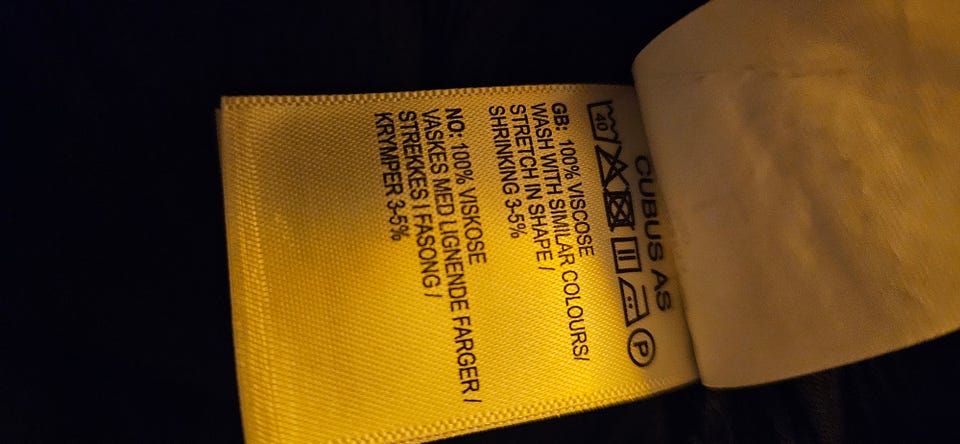 CUBUS AS
40 P
GB: 100% VISCOSE
WASH WITH SIMILAR COLOURS/
STRETCH IN SHAPE /
SHRINKING 3-5%
NO: 100% VISKOSE
VASKES MED LIGNENDE FARGER /
STREKKES I FASONG /
KRYMPER 3-5%